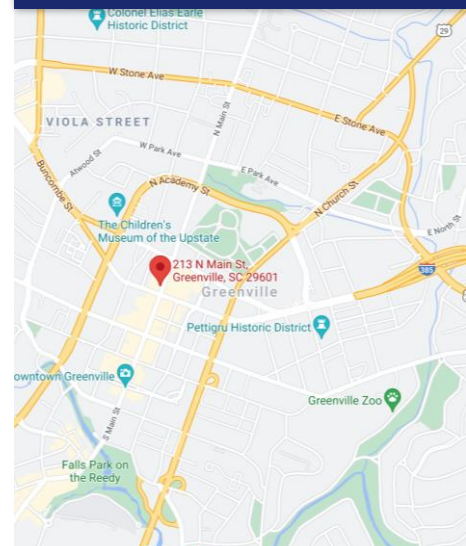 Colonel Elias Earle
Historic District
29
W Stone Ave
N Main St
E Stone Ave
VIOLA STREET
W Park Ave
Atwood St
E Park Ave
Buncombe St
N Academy St
N Church St
The Children's
Museum of the Upstate
E North St
213 N Main St,
Greenville, SC 29601
385
Greenville
Pettigru Historic District
owntown Greenville
Greenville Zoo
S Main St
Falls Park on
the Reedy